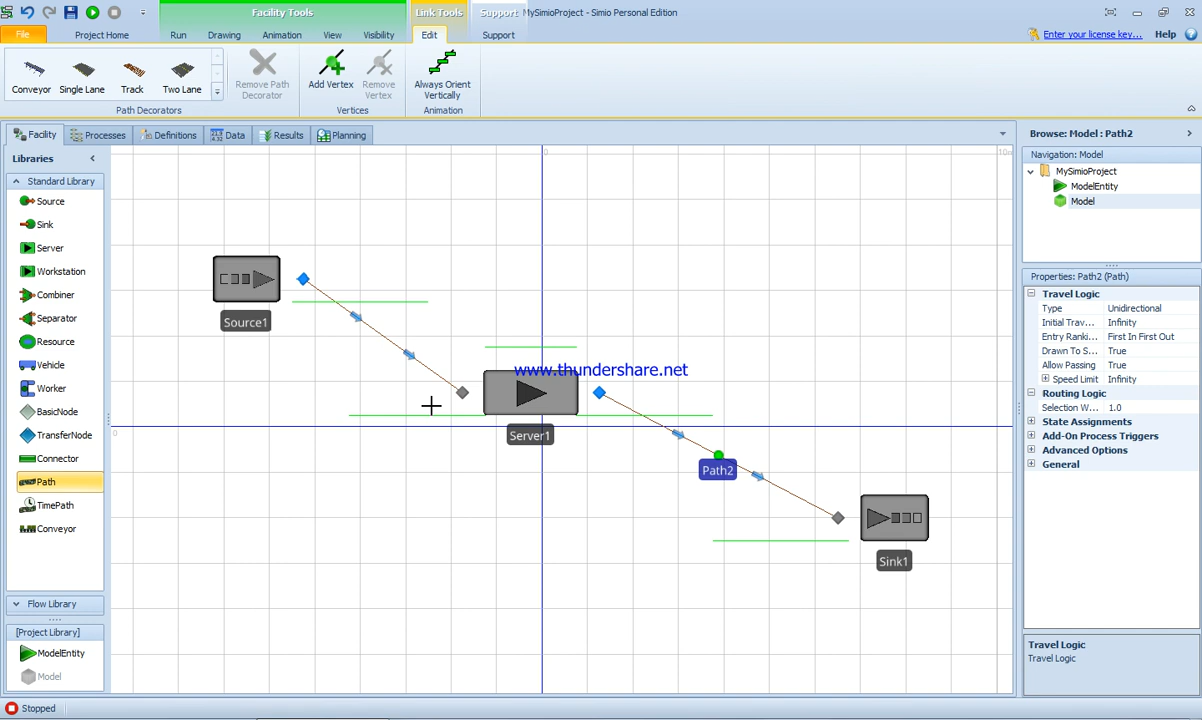 Facility Tools
Link Tools
Support
MySimioProject - Simio Personal Edition
File
Project Home
Run
Drawing
Animation
View
Visibility
Edit
Support
Enter your license key...
Help
Conveyor
Single Lane
Track
Two Lane
Remove Path
Decorator
Add Vertex
Remove
Vertex
Always Orient
Vertically
Path Decorators
Vertices
Animation
Facility
Processes
Definitions
Data
Results
Planning
Libraries
Standard Library
Source
Sink
Server
Workstation
Combiner
Separator
Resource
Vehicle
Worker
BasicNode
TransferNode
Connector
Path
TimePath
Conveyor
Flow Library
[Project Library]
ModelEntity
Model
0
10m
0
Source1
www.thundershare.net
Server1
Path2
Sink1
Browse: Model : Path2
Navigation: Model
MySimioProject
ModelEntity
Model
Properties: Path2 (Path)
Travel Logic
Type Unidirectional
Initial Trav... Infinity
Entry Ranki... First In First Out
Drawn To S... True
Allow Passing True
Speed Limit Infinity
Routing Logic
Selection W... 1.0
State Assignments
Add-On Process Triggers
Advanced Options
General
Travel Logic
Travel Logic
Stopped